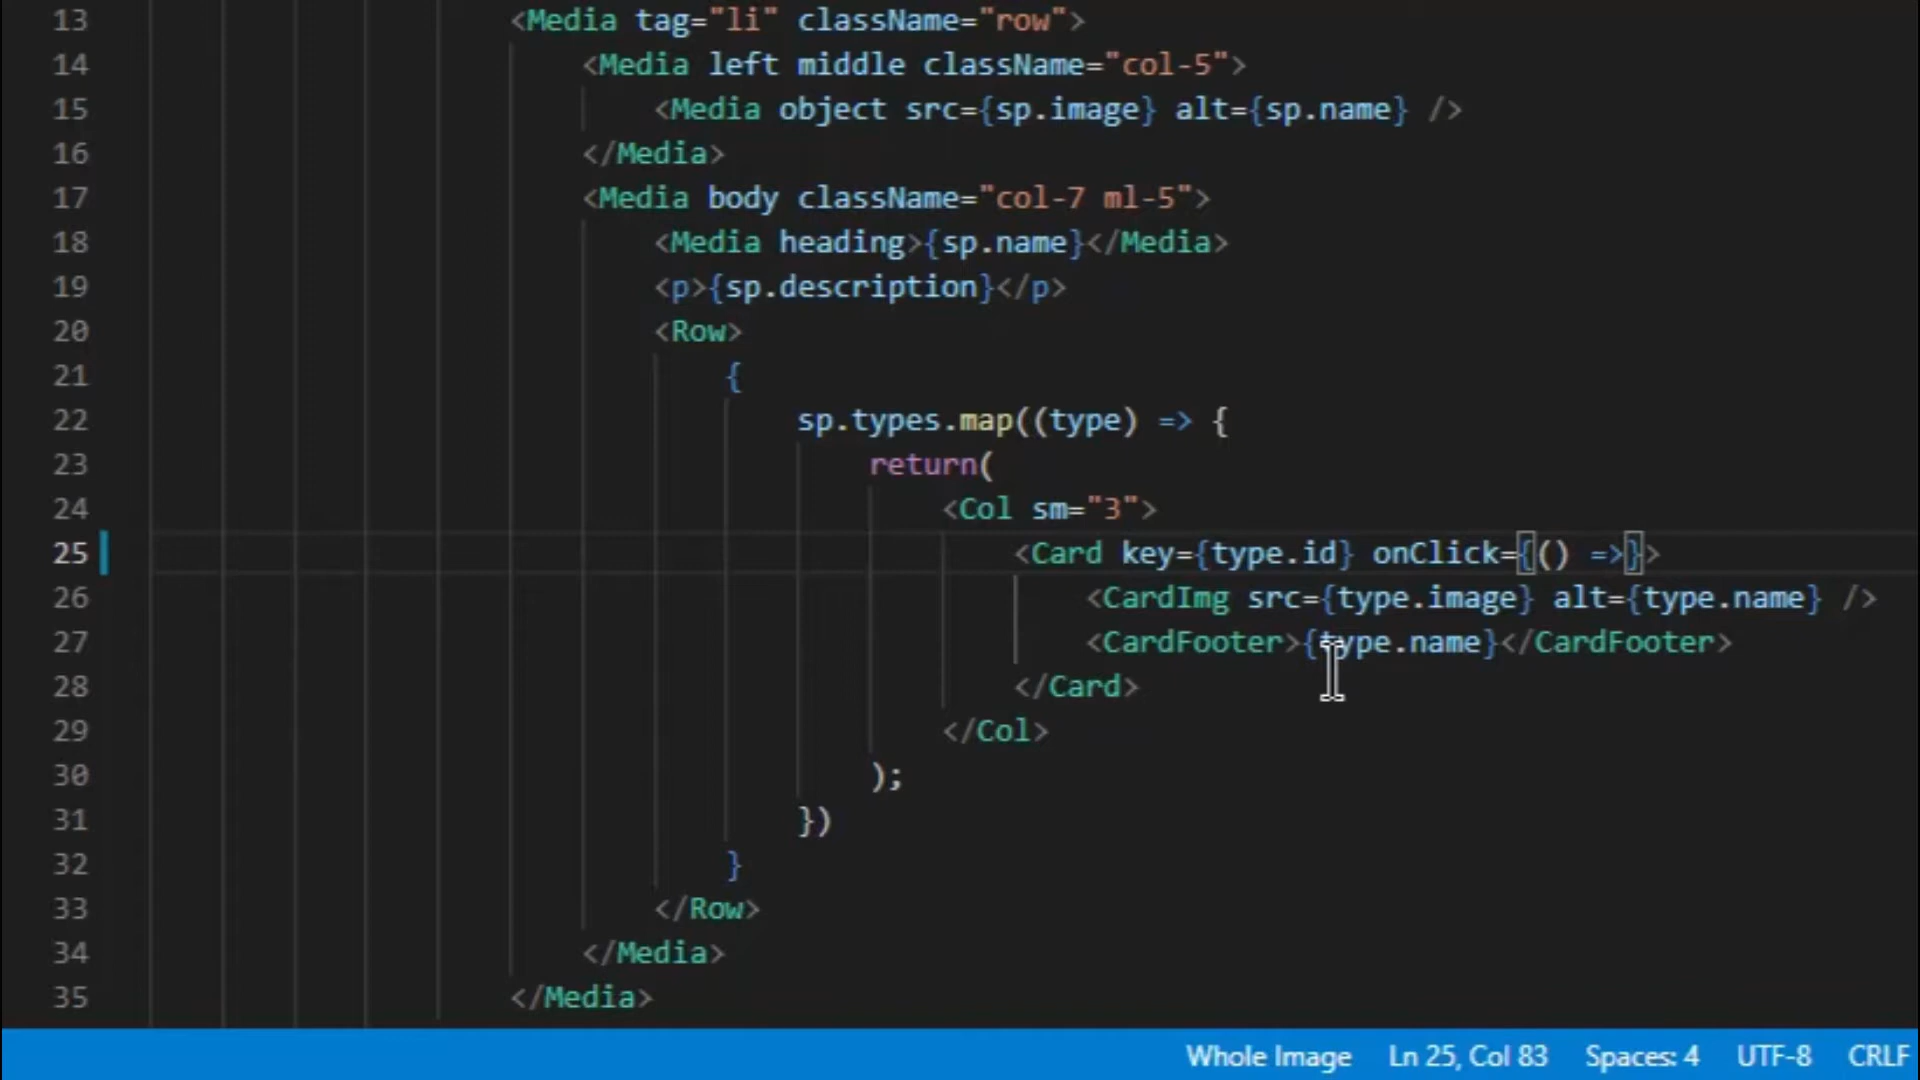 13 <Media tag="li" className="row">
14 <Media left middle className="col-5">
15 <Media object src={sp.image} alt={sp.name} />
16 </Media>
17 <Media body className="col-7 ml-5">
18 <Media heading>{sp.name}</Media>
19 <p>{sp.description}</p>
20 <Row>
21 {
22 sp.types.map((type) => {
23 return(
24 <Col sm="3">
25 <Card key={type.id} onClick={() =>}>
26 <CardImg src={type.image} alt={type.name} />
27 <CardFooter>{type.name}</CardFooter>
28 </Card>
29 </Col>
30 );
31 })
32 }
33 </Row>
34 </Media>
35 </Media>
Whole Image Ln 25, Col 83 Spaces: 4 UTF-8 CRLF